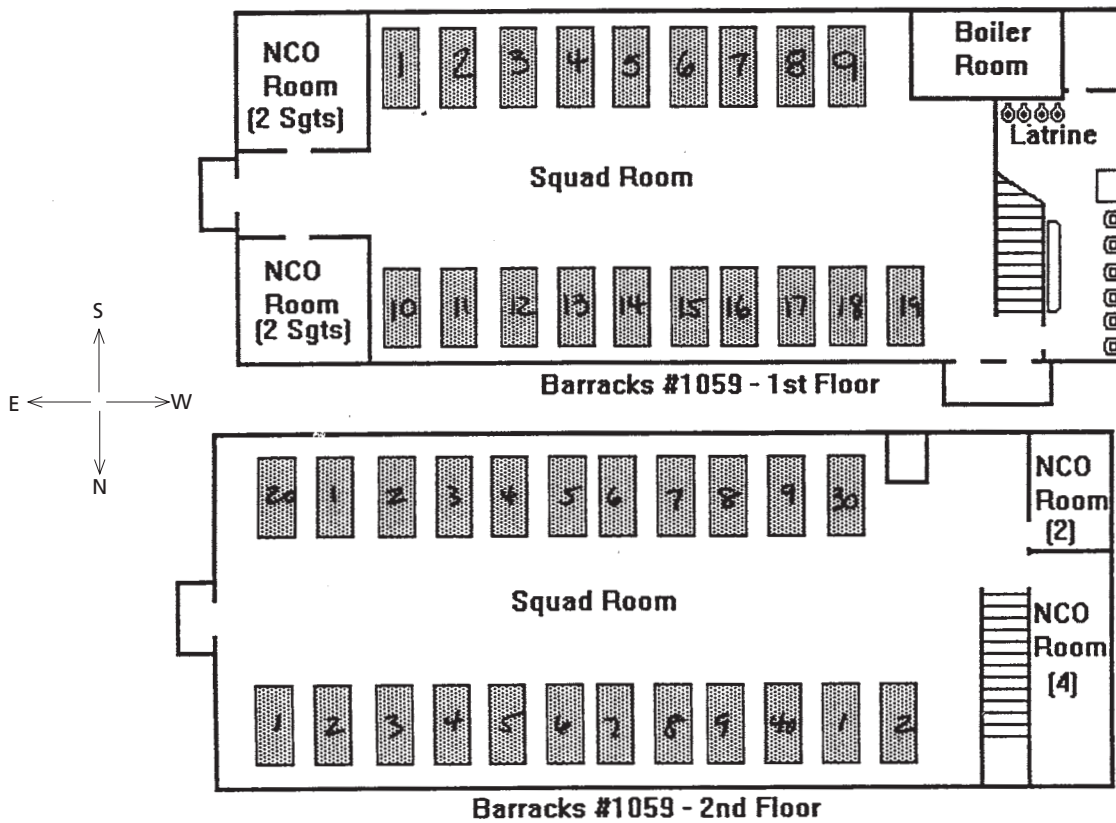 NCO
Room
(2 Sgts)
1 2 3 4 5 6 7 8 9
Boiler
Room
Latrine
Squad Room
NCO
Room
(2 Sgts)
10 11 12 13 14 15 16 17 18 19
Barracks #1059 - 1st Floor
S
E W
N
20 1 2 3 4 5 6 7 8 9 30
NCO
Room
(2)
Squad Room
NCO
Room
(4)
1 2 3 4 5 6 7 8 9 40 1 2
Barracks #1059 - 2nd Floor